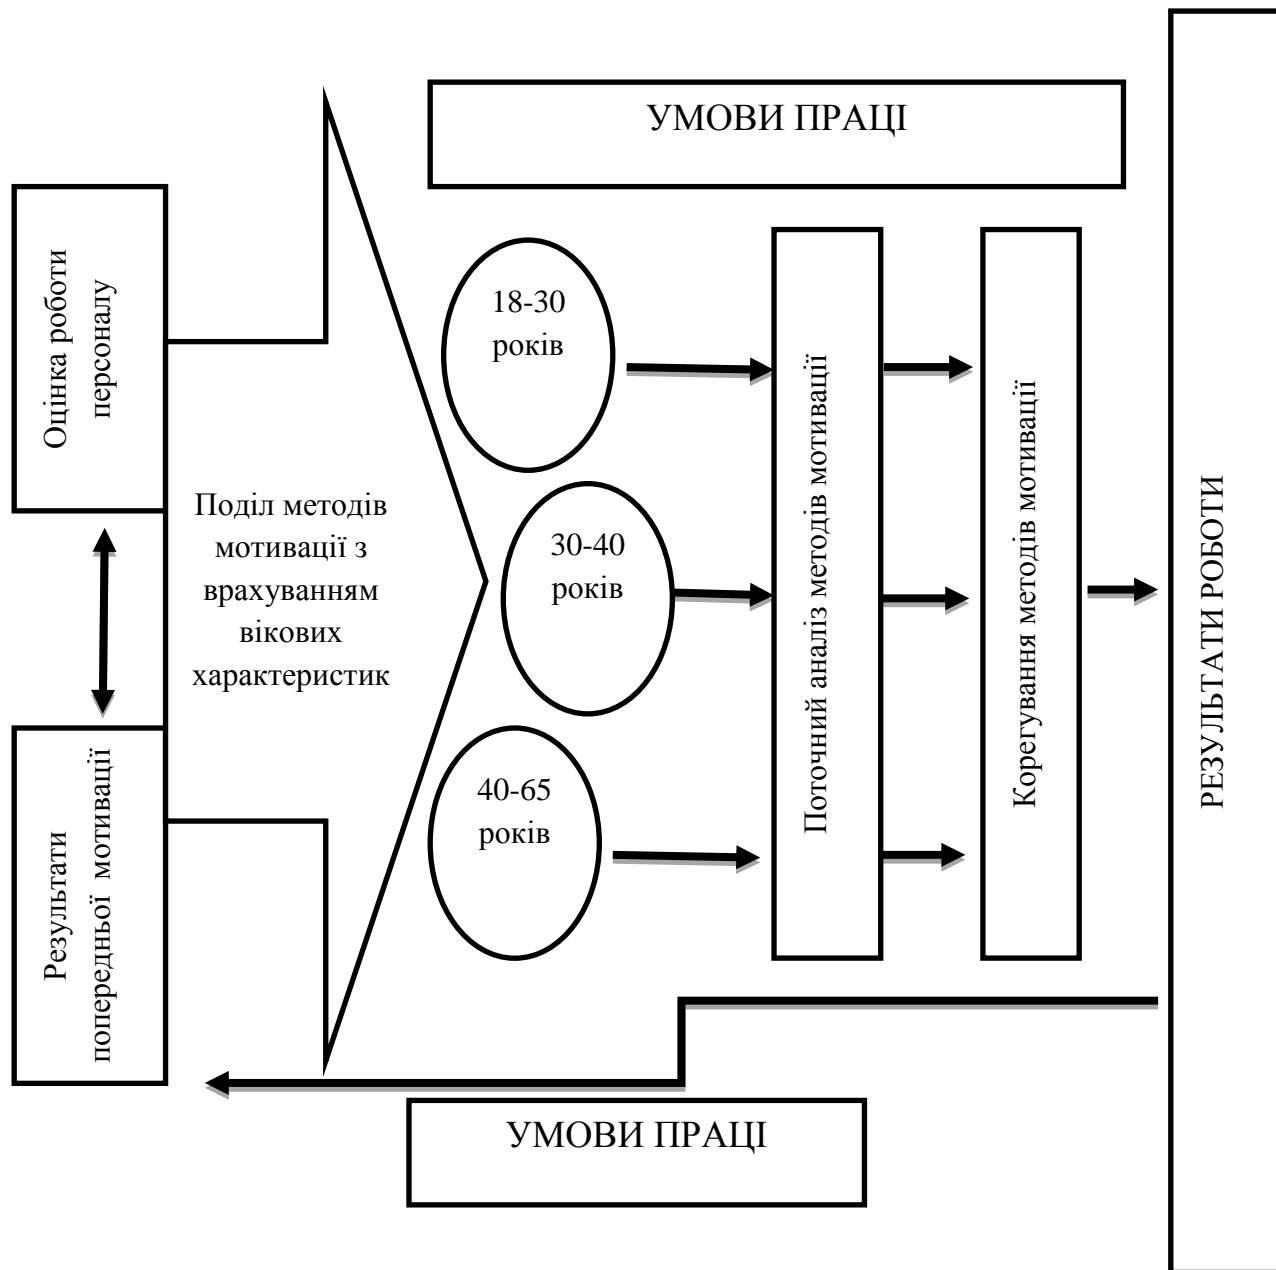 УМОВИ ПРАЦІ
Оцінка роботи
персоналу
Результати
попередньої мотивації
Поділ методів
мотивації з
врахуванням
вікових
характеристик
18-30
років
30-40
років
40-65
років
Поточний аналіз методів мотивації
Корегування методів мотивації
РЕЗУЛЬТАТИ РОБОТИ
УМОВИ ПРАЦІ